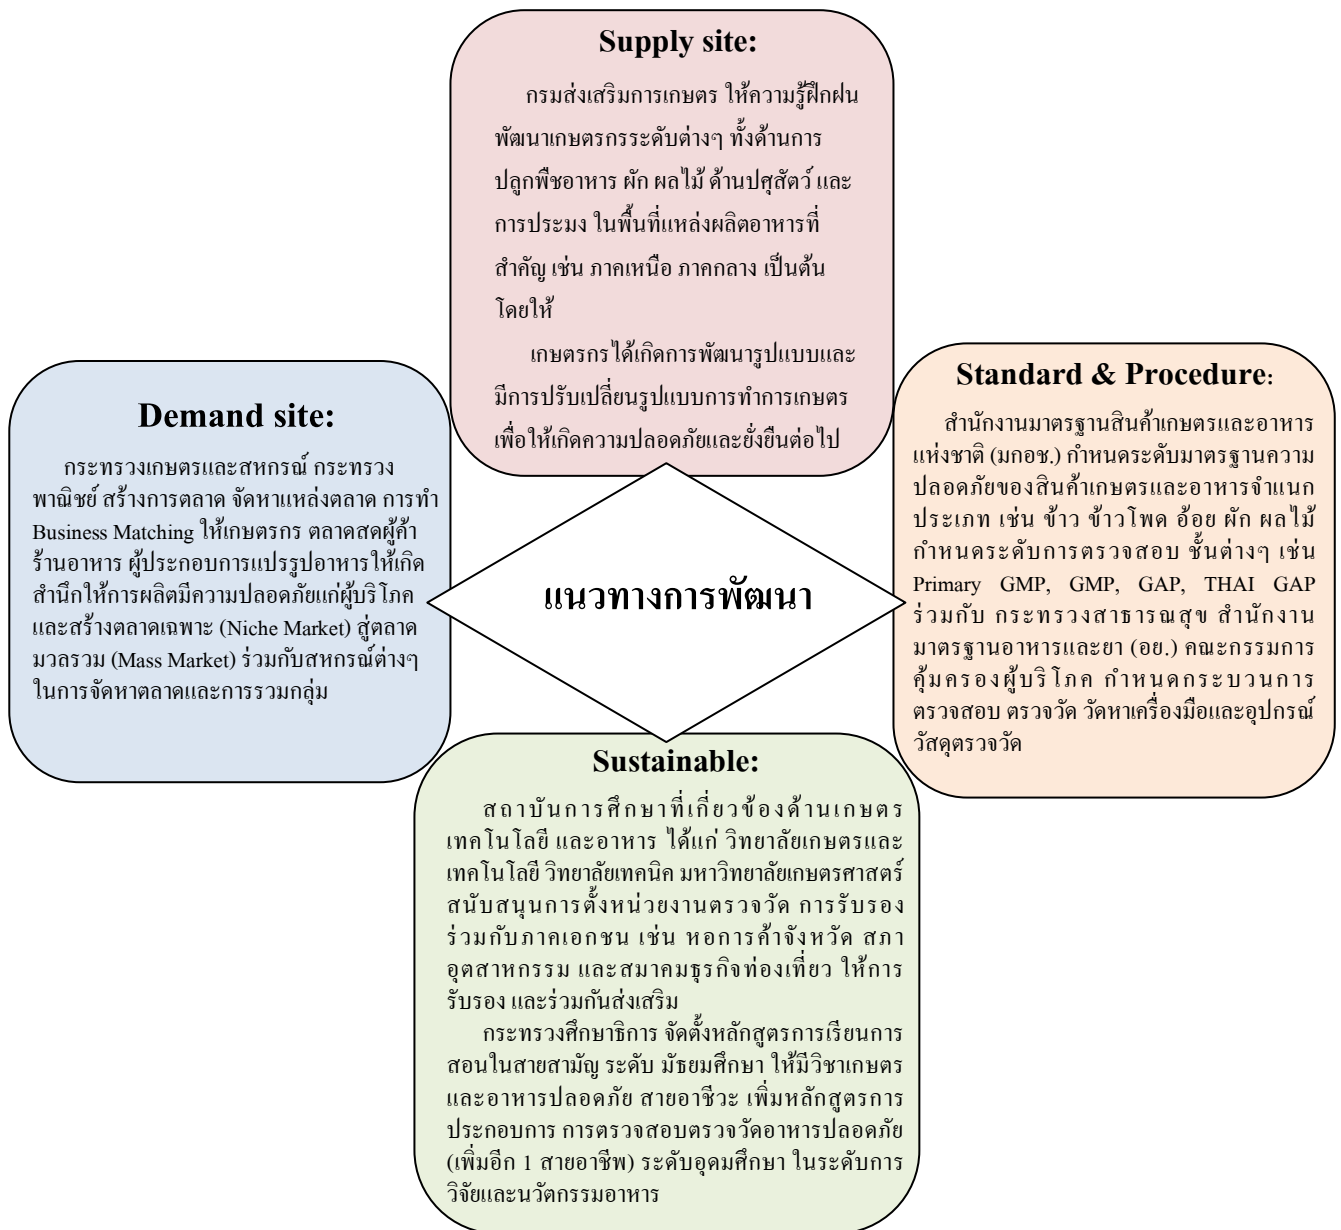 Supply site:
กรมส่งเสริมการเกษตร ให้ความรู้ฝึกฝน
พัฒนาเกษตรกรระดับต่างๆ ทั้งด้านการ
ปลูกพืชอาหาร ผัก ผลไม้ ด้านปศุสัตว์ และ
การประมง ในพื้นที่แหล่งผลิตอาหารที่
สำคัญ เช่น ภาคเหนือ ภาคกลาง เป็นต้น
โดยให้
เกษตรกรได้เกิดการพัฒนารูปแบบและ
มีการปรับเปลี่ยนรูปแบบการทำการเกษตร
เพื่อให้เกิดความปลอดภัยและยั่งยืนต่อไป
Demand site:
กระทรวงเกษตรและสหกรณ์ กระทรวง
พาณิชย์ สร้างการตลาด จัดหาแหล่งตลาด การทำ
Business Matching ให้เกษตรกร ตลาดสดผู้ค้า
ร้านอาหาร ผู้ประกอบการแปรรูปอาหารให้เกิด
สำนึกให้การผลิตมีความปลอดภัยแก่ผู้บริโภค
และสร้างตลาดเฉพาะ (Niche Market) สู่ตลาด
มวลรวม (Mass Market) ร่วมกับสหกรณ์ต่างๆ
ในการจัดหาตลาดและการรวมกลุ่ม
แนวทางการพัฒนา
Standard & Procedure:
สำนักงานมาตรฐานสินค้าเกษตรและอาหาร
แห่งชาติ (มกอช.) กำหนดระดับมาตรฐานความ
ปลอดภัยของสินค้าเกษตรและอาหารจำแนก
ประเภท เช่น ข้าว ข้าวโพด อ้อย ผัก ผลไม้
กำหนดระดับการตรวจสอบ ชั้นต่างๆ เช่น
Primary GMP, GMP, GAP, THAI GAP
ร่วมกับ กระทรวงสาธารณสุข สำนักงาน
มาตรฐานอาหารและยา (อย.) คณะกรรมการ
คุ้มครองผู้บริโภค กำหนดกระบวนการ
ตรวจสอบ ตรวจวัด วัดหาเครื่องมือและอุปกรณ์
วัสดุตรวจวัด
Sustainable:
สถาบันการศึกษาที่เกี่ยวข้องด้านเกษตร
เทคโนโลยี และอาหาร ได้แก่ วิทยาลัยเกษตรและ
เทคโนโลยี วิทยาลัยเทคนิค มหาวิทยาลัยเกษตรศาสตร์
สนับสนุนการตั้งหน่วยงานตรวจวัด การรับรอง
ร่วมกับภาคเอกชน เช่น หอการค้าจังหวัด สภา
อุตสาหกรรม และสมาคมธุรกิจท่องเที่ยว ให้การ
รับรอง และร่วมกันส่งเสริม
กระทรวงศึกษาธิการ จัดตั้งหลักสูตรการเรียนการ
สอนในสายสามัญ ระดับ มัธยมศึกษา ให้มีวิชาเกษตร
และอาหารปลอดภัย สายอาชีวะ เพิ่มหลักสูตรการ
ประกอบการ การตรวจสอบตรวจวัดอาหารปลอดภัย
(เพิ่มอีก 1 สายอาชีพ) ระดับอุดมศึกษา ในระดับการ
วิจัยและนวัตกรรมอาหาร